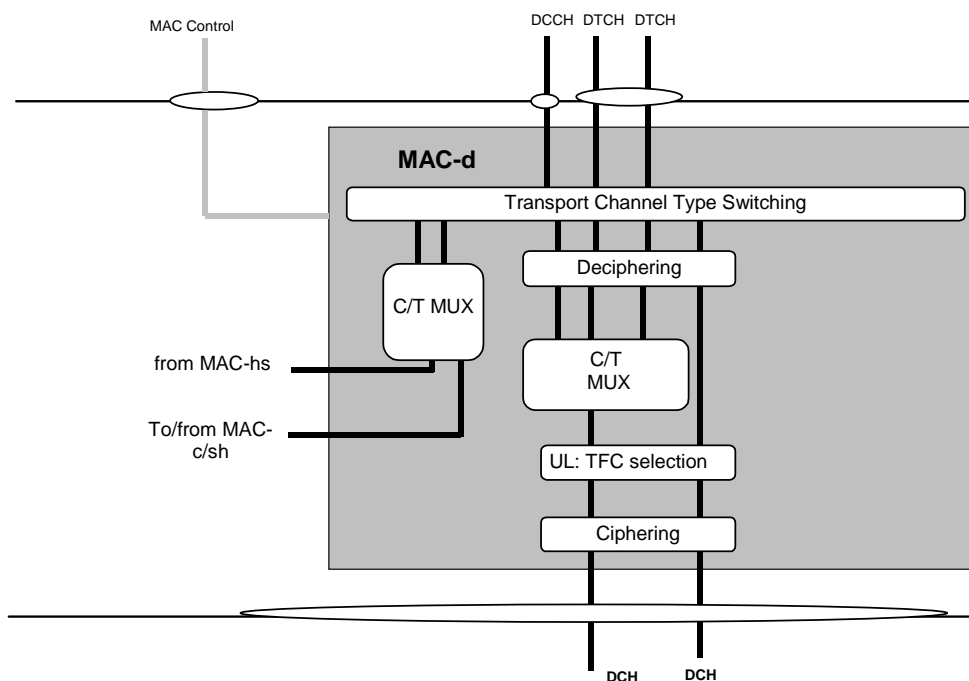 MAC Control
DCCH DTCH DTCH
MAC-d
Transport Channel Type Switching
Deciphering
C/T MUX
from MAC-hs
C/T
MUX
To/from MAC-
c/sh
UL: TFC selection
Ciphering
DCH
DCH